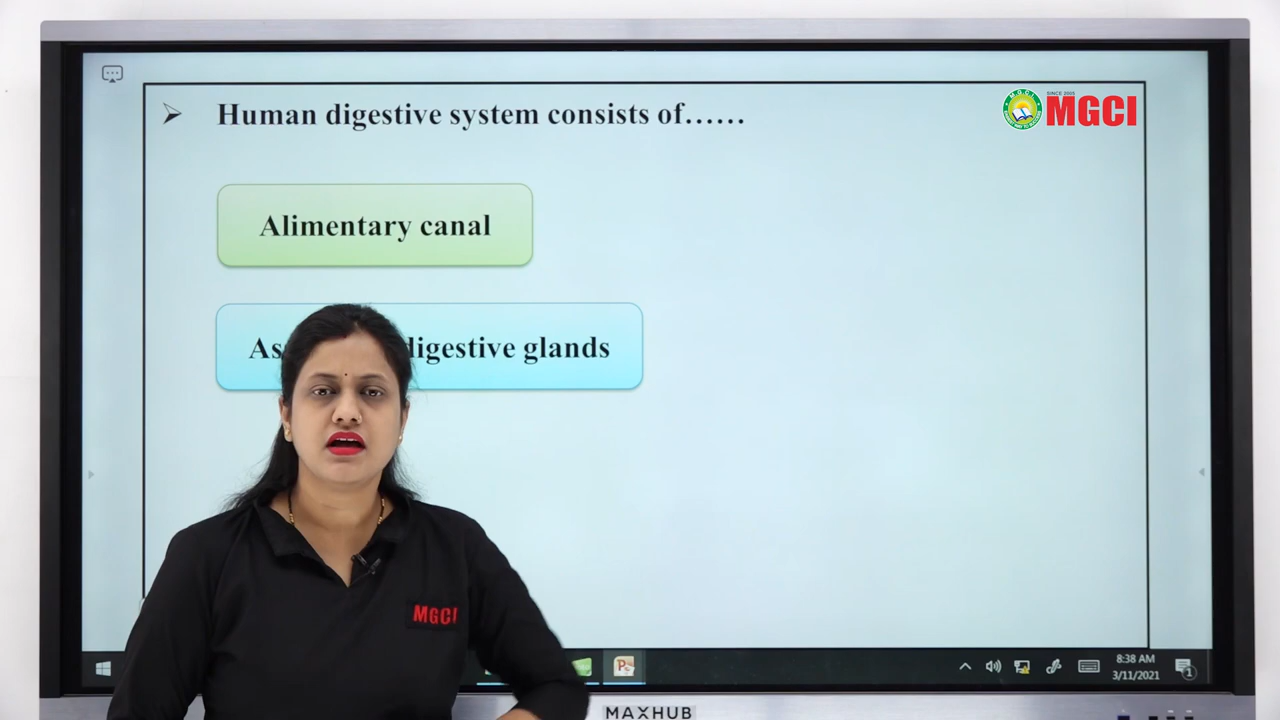 Human digestive system consists of......
SINCE 2005
MGCI
Alimentary canal
digestive glands
MGCI
8:38 AM
3/11/2021
1
MAXHUB